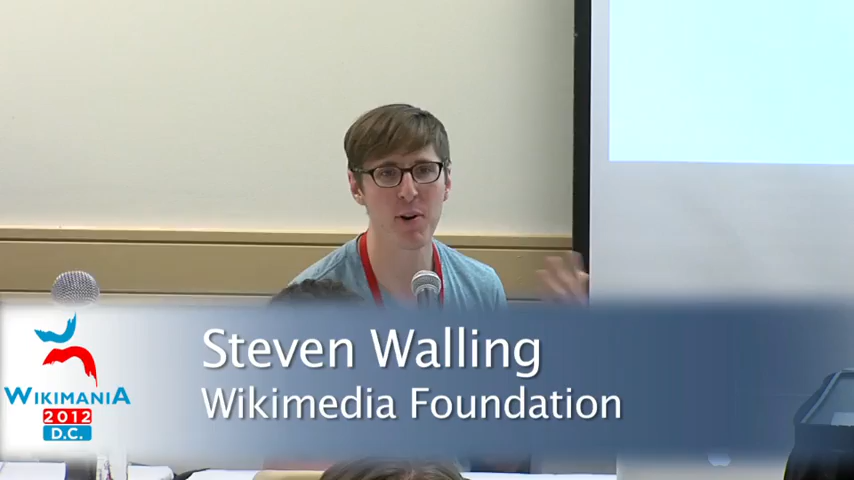 Steven Walling
Wikimedia Foundation
WIKIMANIA
2012
D.C.